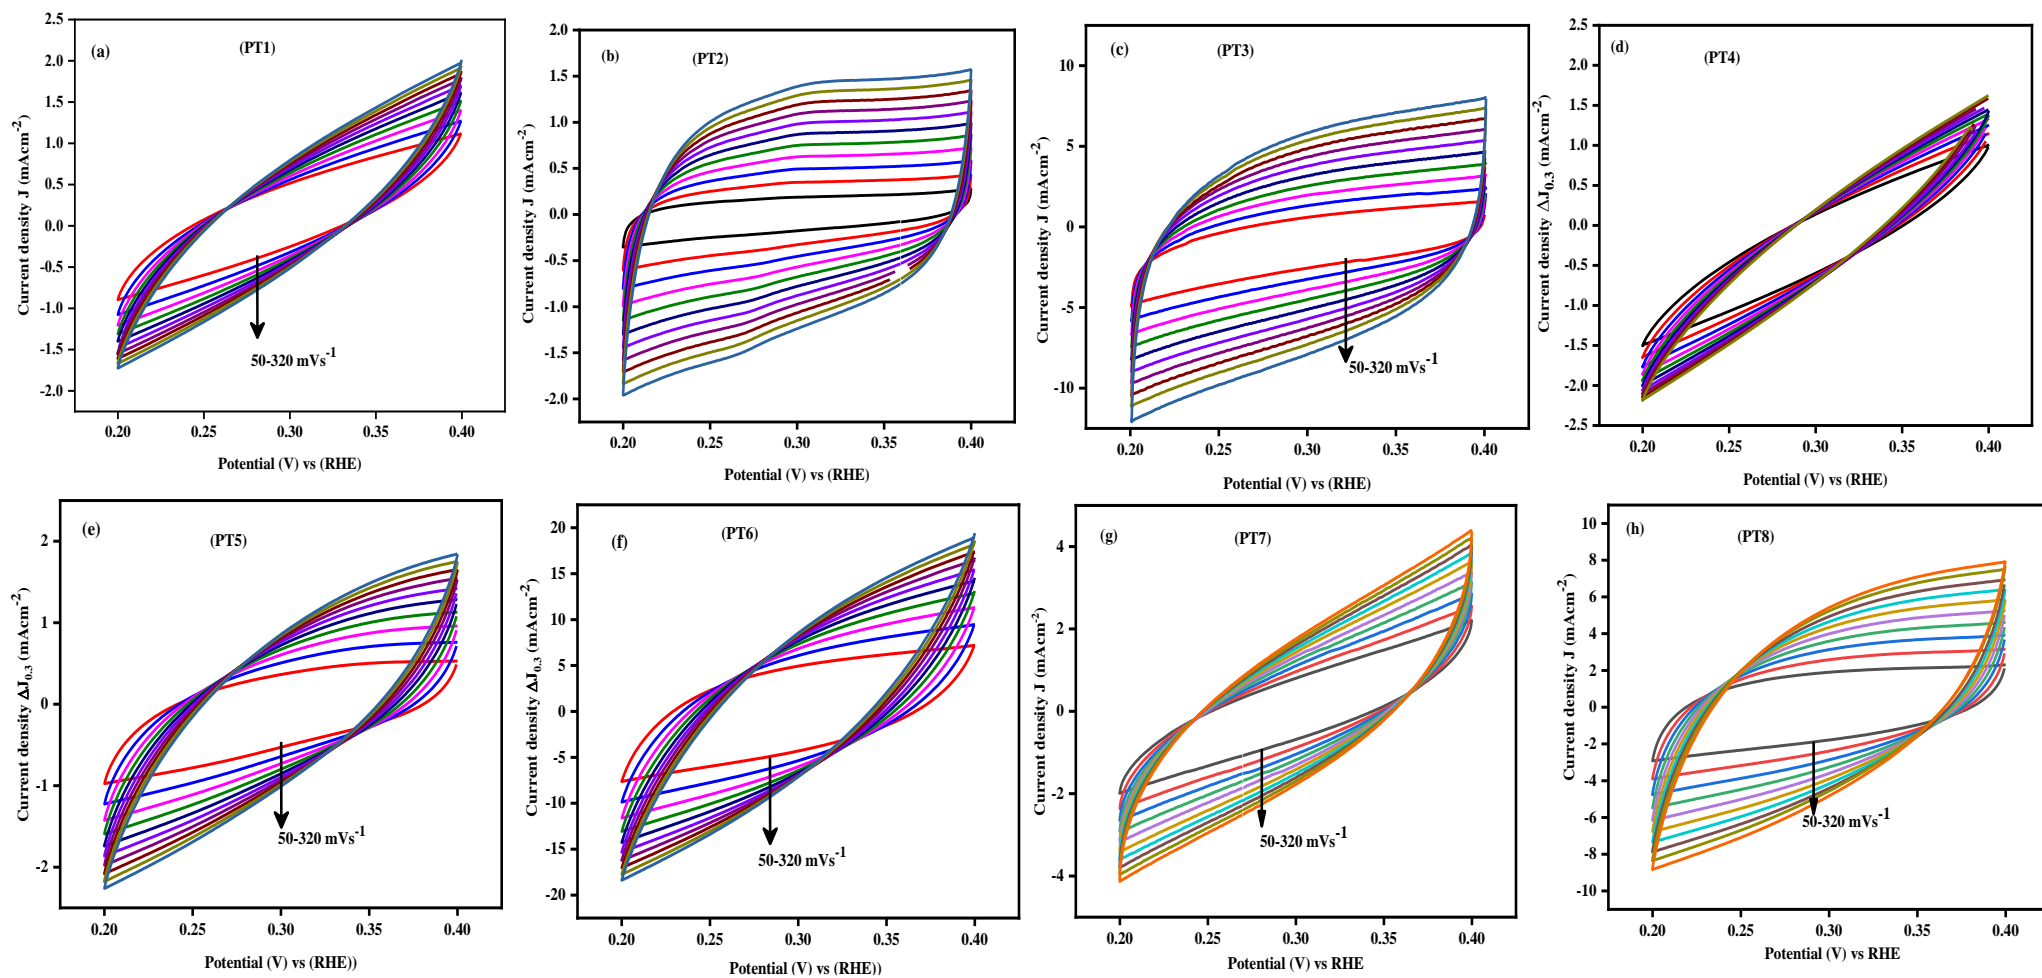 (a)
(PT1)
Current density J (mAcm-2)
2.5
2.0
1.5
1.0
0.5
0.0
-0.5
-1.0
-1.5
-2.0
50-320 mVs-1
0.20 0.25 0.30 0.35 0.40
Potential (V) vs (RHE)
(b)
(PT2)
Current density J (mAcm-2)
2.0
1.5
1.0
0.5
0.0
-0.5
-1.0
-1.5
-2.0
0.20 0.25 0.30 0.35 0.40
Potential (V) vs (RHE)
(c)
(PT3)
Current density J (mAcm-2)
10
5
0
-5
-10
50-320 mVs-1
0.20 0.25 0.30 0.35 0.40
Potential (V) vs (RHE)
(d)
(PT4)
Current density ΔJ0.3 (mAcm-2)
2.5
2.0
1.5
1.0
0.5
0.0
-0.5
-1.0
-1.5
-2.0
-2.5
0.20 0.25 0.30 0.35 0.40
Potential (V) vs (RHE)
(e)
(PT5)
Current density ΔJ0.3 (mAcm-2)
2
1
0
-1
-2
50-320 mVs-1
0.20 0.25 0.30 0.35 0.40
Potential (V) vs (RHE))
(f)
(PT6)
Current density ΔJ0.3 (mAcm-2)
20
15
10
5
0
-5
-10
-15
-20
50-320 mVs-1
0.20 0.25 0.30 0.35 0.40
Potential (V) vs (RHE))
(g)
(PT7)
Current density J (mAcm-2)
4
2
0
-2
-4
50-320 mVs-1
0.20 0.25 0.30 0.35 0.40
Potential (V) vs RHE
(h)
(PT8)
Current density J (mAcm-2)
10
8
6
4
2
0
-2
-4
-6
-8
-10
50-320 mVs-1
0.20 0.25 0.30 0.35 0.40
Potential (V) vs RHE